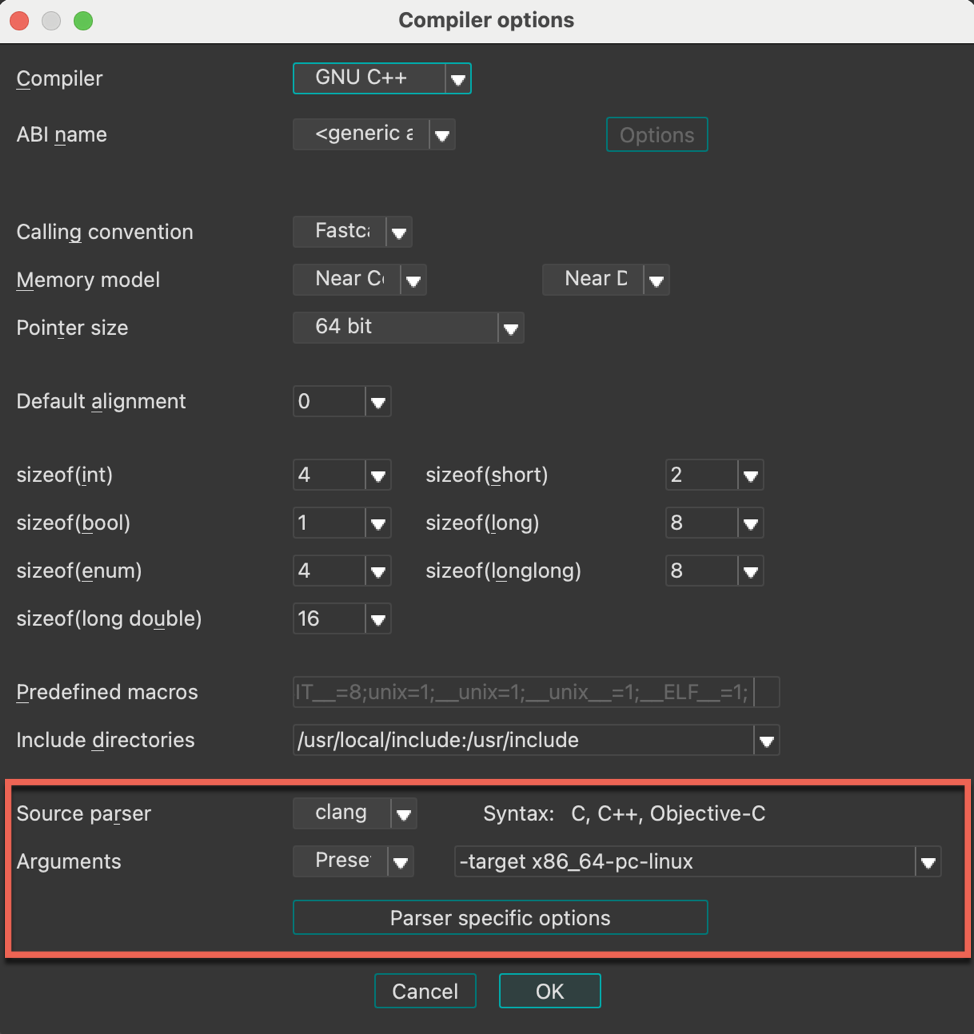 Compiler options
Compiler GNU C++
ABI name <generic a Options
Calling convention Fastca
Memory model Near Co Near D
Pointer size 64 bit
Default alignment 0
sizeof(int) 4 sizeof(short) 2
sizeof(bool) 1 sizeof(long) 8
sizeof(enum) 4 sizeof(longlong) 8
sizeof(long double) 16
Predefined macros IT__=8;unix=1;__unix=1;__unix__=1;__ELF__=1;
Include directories /usr/local/include:/usr/include
Source parser clang Syntax: C, C++, Objective-C
Arguments Prese -target x86_64-pc-linux
Parser specific options
Cancel OK